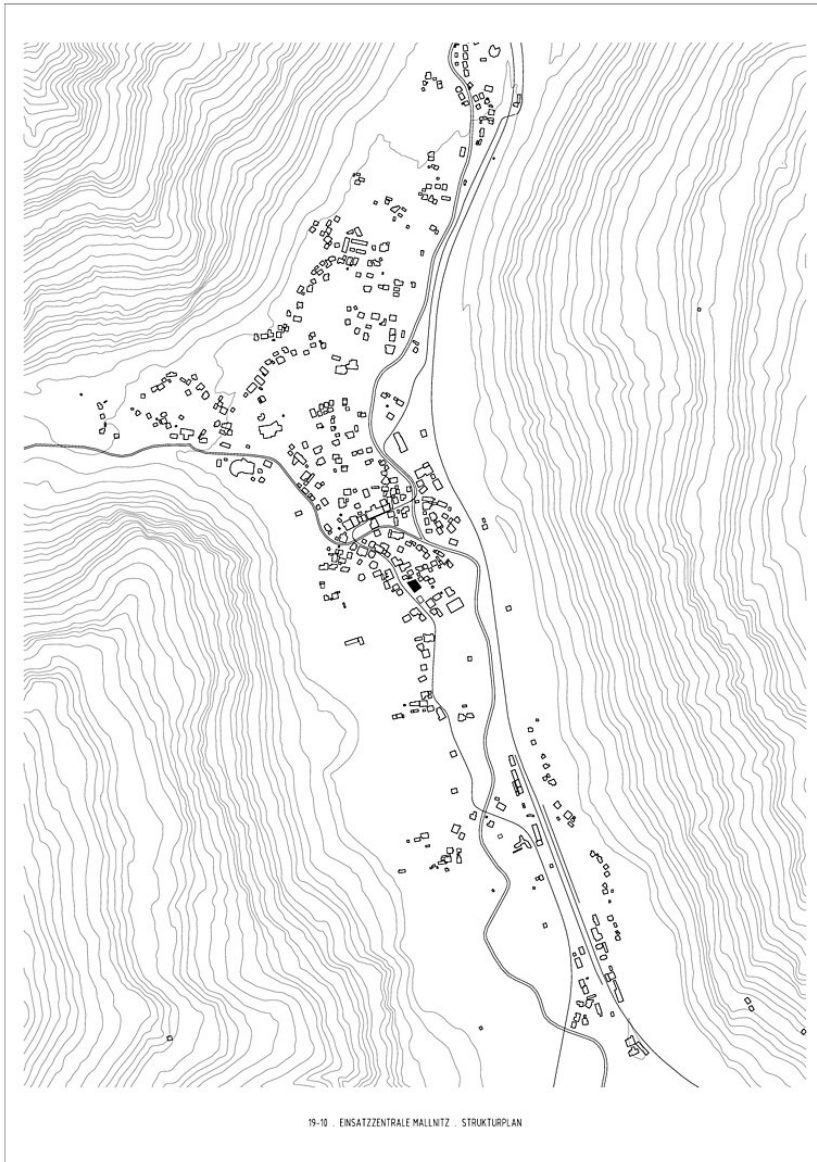 19-10 . EINSATZZENTRALE MALLNITZ . STRUKTURPLAN